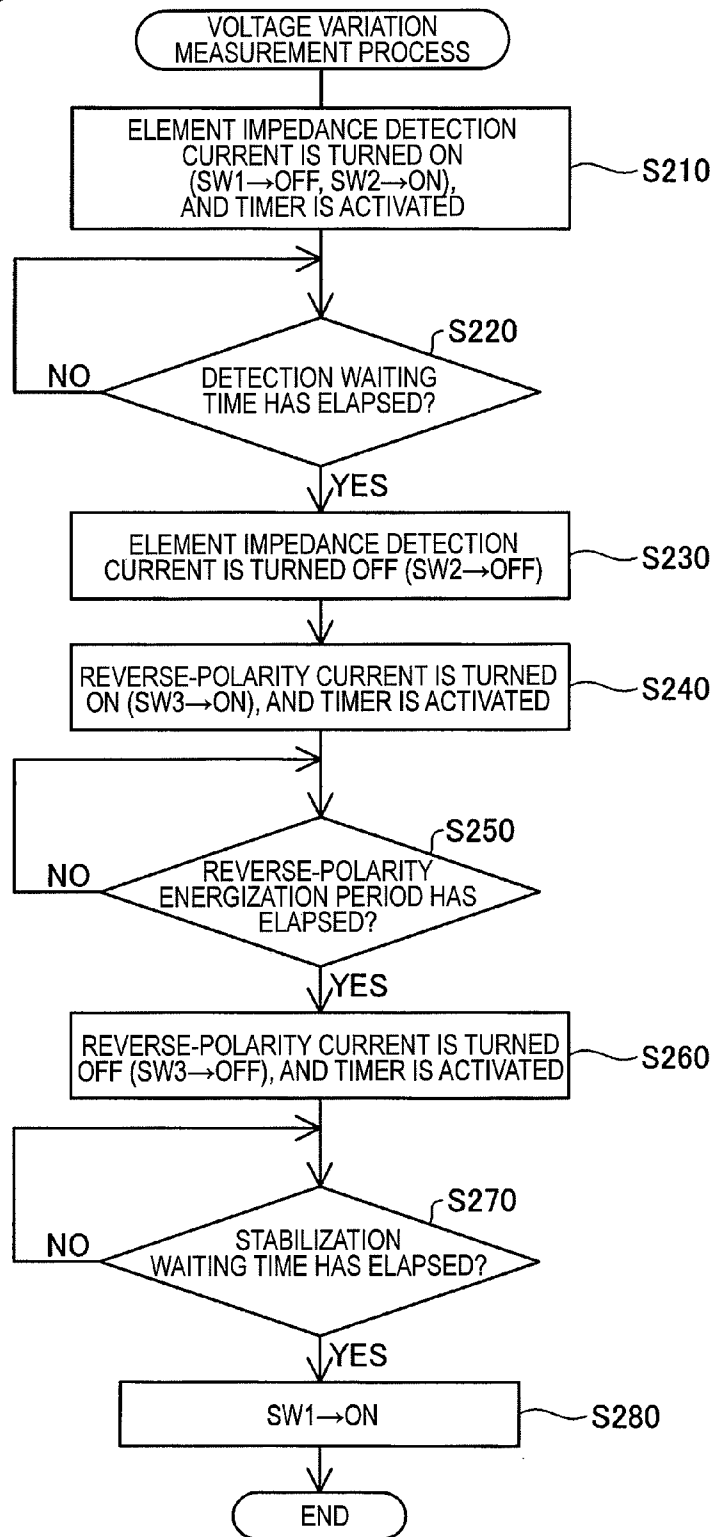 VOLTAGE VARIATION
MEASUREMENT PROCESS
ELEMENT IMPEDANCE DETECTION
CURRENT IS TURNED ON
(SW1→OFF, SW2→ON),
AND TIMER IS ACTIVATED
S210
S220
NO
DETECTION WAITING
TIME HAS ELAPSED?
YES
ELEMENT IMPEDANCE DETECTION
CURRENT IS TURNED OFF (SW2→OFF)
S230
REVERSE-POLARITY CURRENT IS TURNED
ON (SW3→ON), AND TIMER IS ACTIVATED
S240
S250
NO
REVERSE-POLARITY
ENERGIZATION PERIOD HAS
ELAPSED?
YES
REVERSE-POLARITY CURRENT IS TURNED
OFF (SW3→OFF), AND TIMER IS ACTIVATED
S260
S270
NO
STABILIZATION
WAITING TIME HAS ELAPSED?
YES
SW1→ON
S280
END